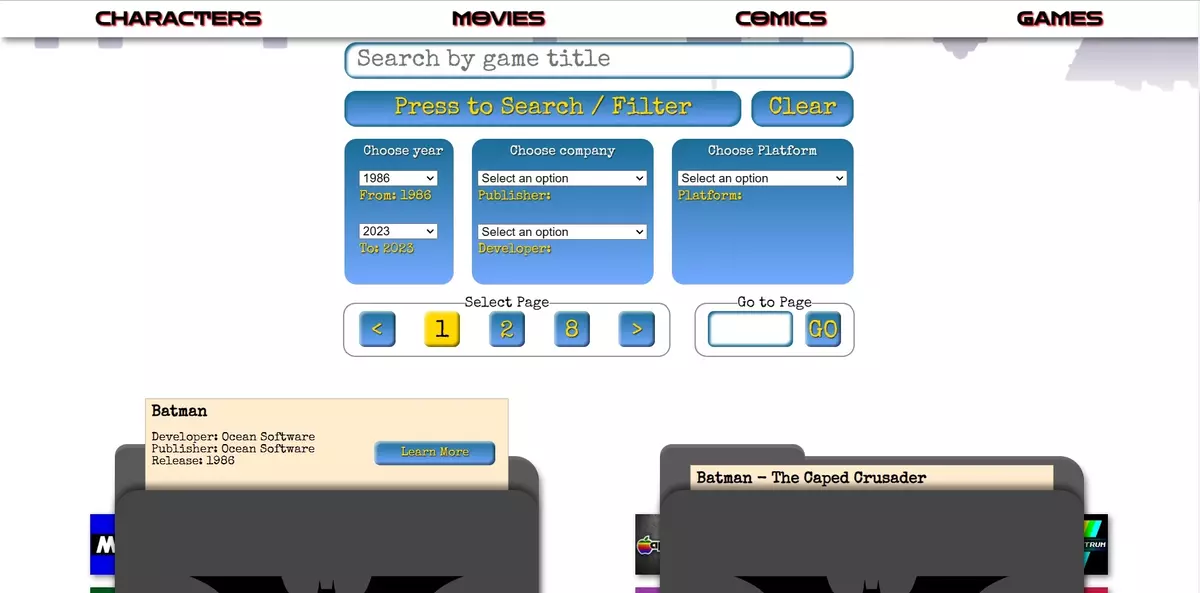 CHARACTERS MOVIES COMICS GAMES
Search by game title
Press to Search / Filter Clear
Choose year
1986
From: 1986
2023
To: 2023
Choose company
Select an option
Publisher:
Select an option
Developer:
Choose Platform
Select an option
Platform:
Select Page
< 1 2 8 >
Go to Page
GO
Batman
Developer: Ocean Software
Publisher: Ocean Software
Release: 1986
Learn More
Batman - The Caped Crusader
M
TRUM